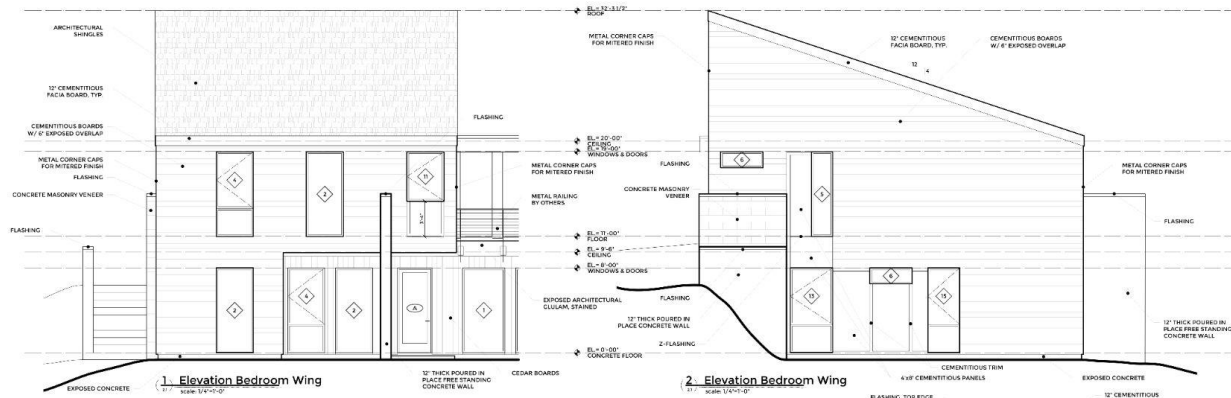 ARCHITECTURAL
SHINGLES
12" CEMENTITIOUS
FACIA BOARD, TYP.
CEMENTITIOUS BOARDS
W/ 6" EXPOSED OVERLAP
METAL CORNER CAPS
FOR MITERED FINISH
FLASHING
CONCRETE MASONRY VENEER
FLASHING
EXPOSED CONCRETE
4
2
11
3'-4"
2
4
2
A
1
FLASHING
METAL CORNER CAPS
FOR MITERED FINISH
METAL RAILING
BY OTHERS
EXPOSED ARCHITECTURAL
GLULAM, STAINED
12" THICK POURED IN
PLACE FREE STANDING
CONCRETE WALL
CEDAR BOARDS
1 Elevation Bedroom Wing
scale: 1/4"=1'-0"
EL.= 32'-3 1/2"
ROOF
EL.= 20'-00"
CEILING
EL.= 19'-00"
WINDOWS & DOORS
EL.= 11'-00"
FLOOR
EL.= 9'-6"
CEILING
EL.= 8'-00"
WINDOWS & DOORS
EL.= 0'-00"
CONCRETE FLOOR
METAL CORNER CAPS
FOR MITERED FINISH
12" CEMENTITIOUS
FACIA BOARD, TYP.
CEMENTITIOUS BOARDS
W/ 6" EXPOSED OVERLAP
12
4
FLASHING
CONCRETE MASONRY
VENEER
6
5
13
6
13
FLASHING
12" THICK POURED IN
PLACE CONCRETE WALL
Z-FLASHING
METAL CORNER CAPS
FOR MITERED FINISH
FLASHING
12" THICK POURED IN
PLACE FREE STANDING
CONCRETE WALL
CEMENTITIOUS TRIM
4'x9' CEMENTITIOUS PANELS
EXPOSED CONCRETE
2 Elevation Bedroom Wing
scale: 1/4"=1'-0"
FLASHING, TOP EDGE
12" CEMENTITIOUS